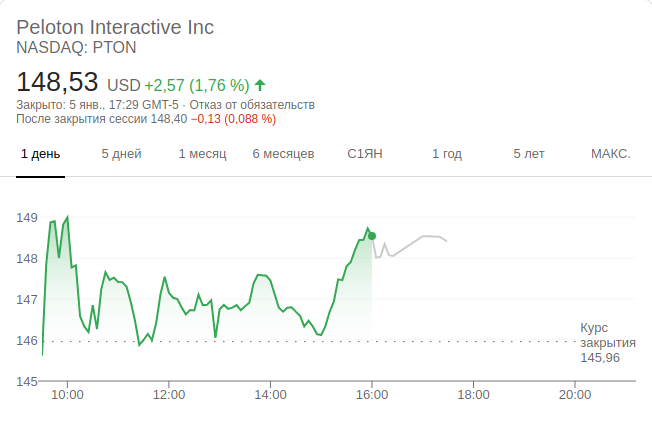 Peloton Interactive Inc
NASDAQ: PTON
148,53 USD +2,57 (1,76 %)
Закрыто: 5 янв., 17:29 GMT-5 · Отказ от обязательств
После закрытия сессии 148,40 −0,13 (0,088 %)
1 день 5 дней 1 месяц 6 месяцев С1ЯН 1 год 5 лет МАКС.
149
148
147
146
145
Курс
закрытия
145,96
10:00 12:00 14:00 16:00 18:00 20:00